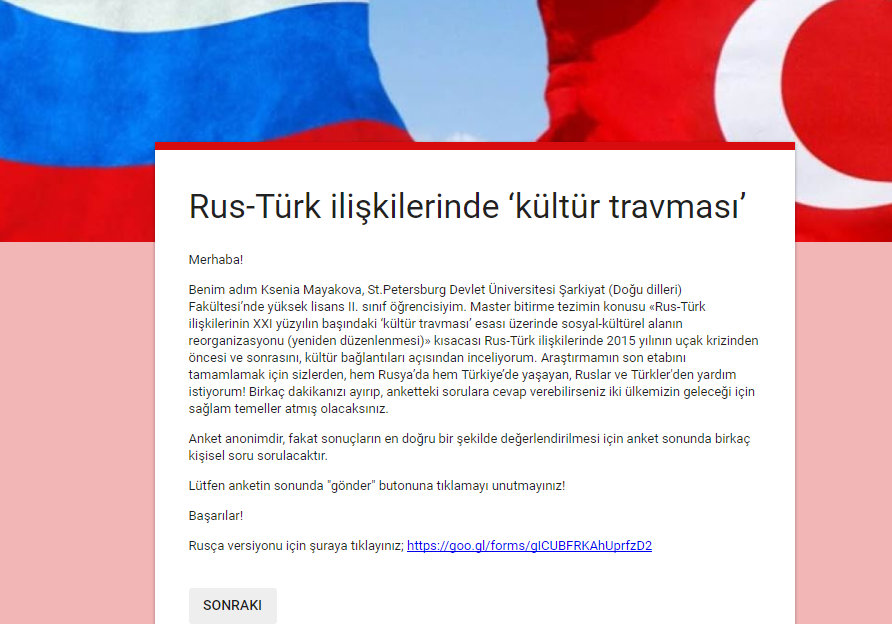 Rus-Türk ilişkilerinde ‘kültür travması’
Merhaba!
Benim adım Ksenia Mayakova, St.Petersburg Devlet Üniversitesi Şarkiyat (Doğu dilleri)
Fakültesi’nde yüksek lisans II. sınıf öğrencisiyim. Master bitirme tezimin konusu «Rus-Türk
ilişkilerinin XXI yüzyılın başındaki ‘kültür travması’ esası üzerinde sosyal-kültürel alanın
reorganizasyonu (yeniden düzenlenmesi)» kısacası Rus-Türk ilişkilerinde 2015 yılının uçak krizinden
öncesi ve sonrasını, kültür bağlantıları açısından inceliyorum. Araştırmamın son etabını
tamamlamak için sizlerden, hem Rusya’da hem Türkiye’de yaşayan, Ruslar ve Türkler’den yardım
istiyorum! Birkaç dakikanızı ayırıp, anketteki sorulara cevap verebilirseniz iki ülkemizin geleceği için
sağlam temeller atmış olacaksınız.
Anket anonimdir, fakat sonuçların en doğru bir şekilde değerlendirilmesi için anket sonunda birkaç
kişisel soru sorulacaktır.
Lütfen anketin sonunda "gönder" butonuna tıklamayı unutmayınız!
Başarılar!
Rusça versiyonu için şuraya tıklayınız; https://goo.gl/forms/gICUBFRKAhUprfzD2
SONRAKI